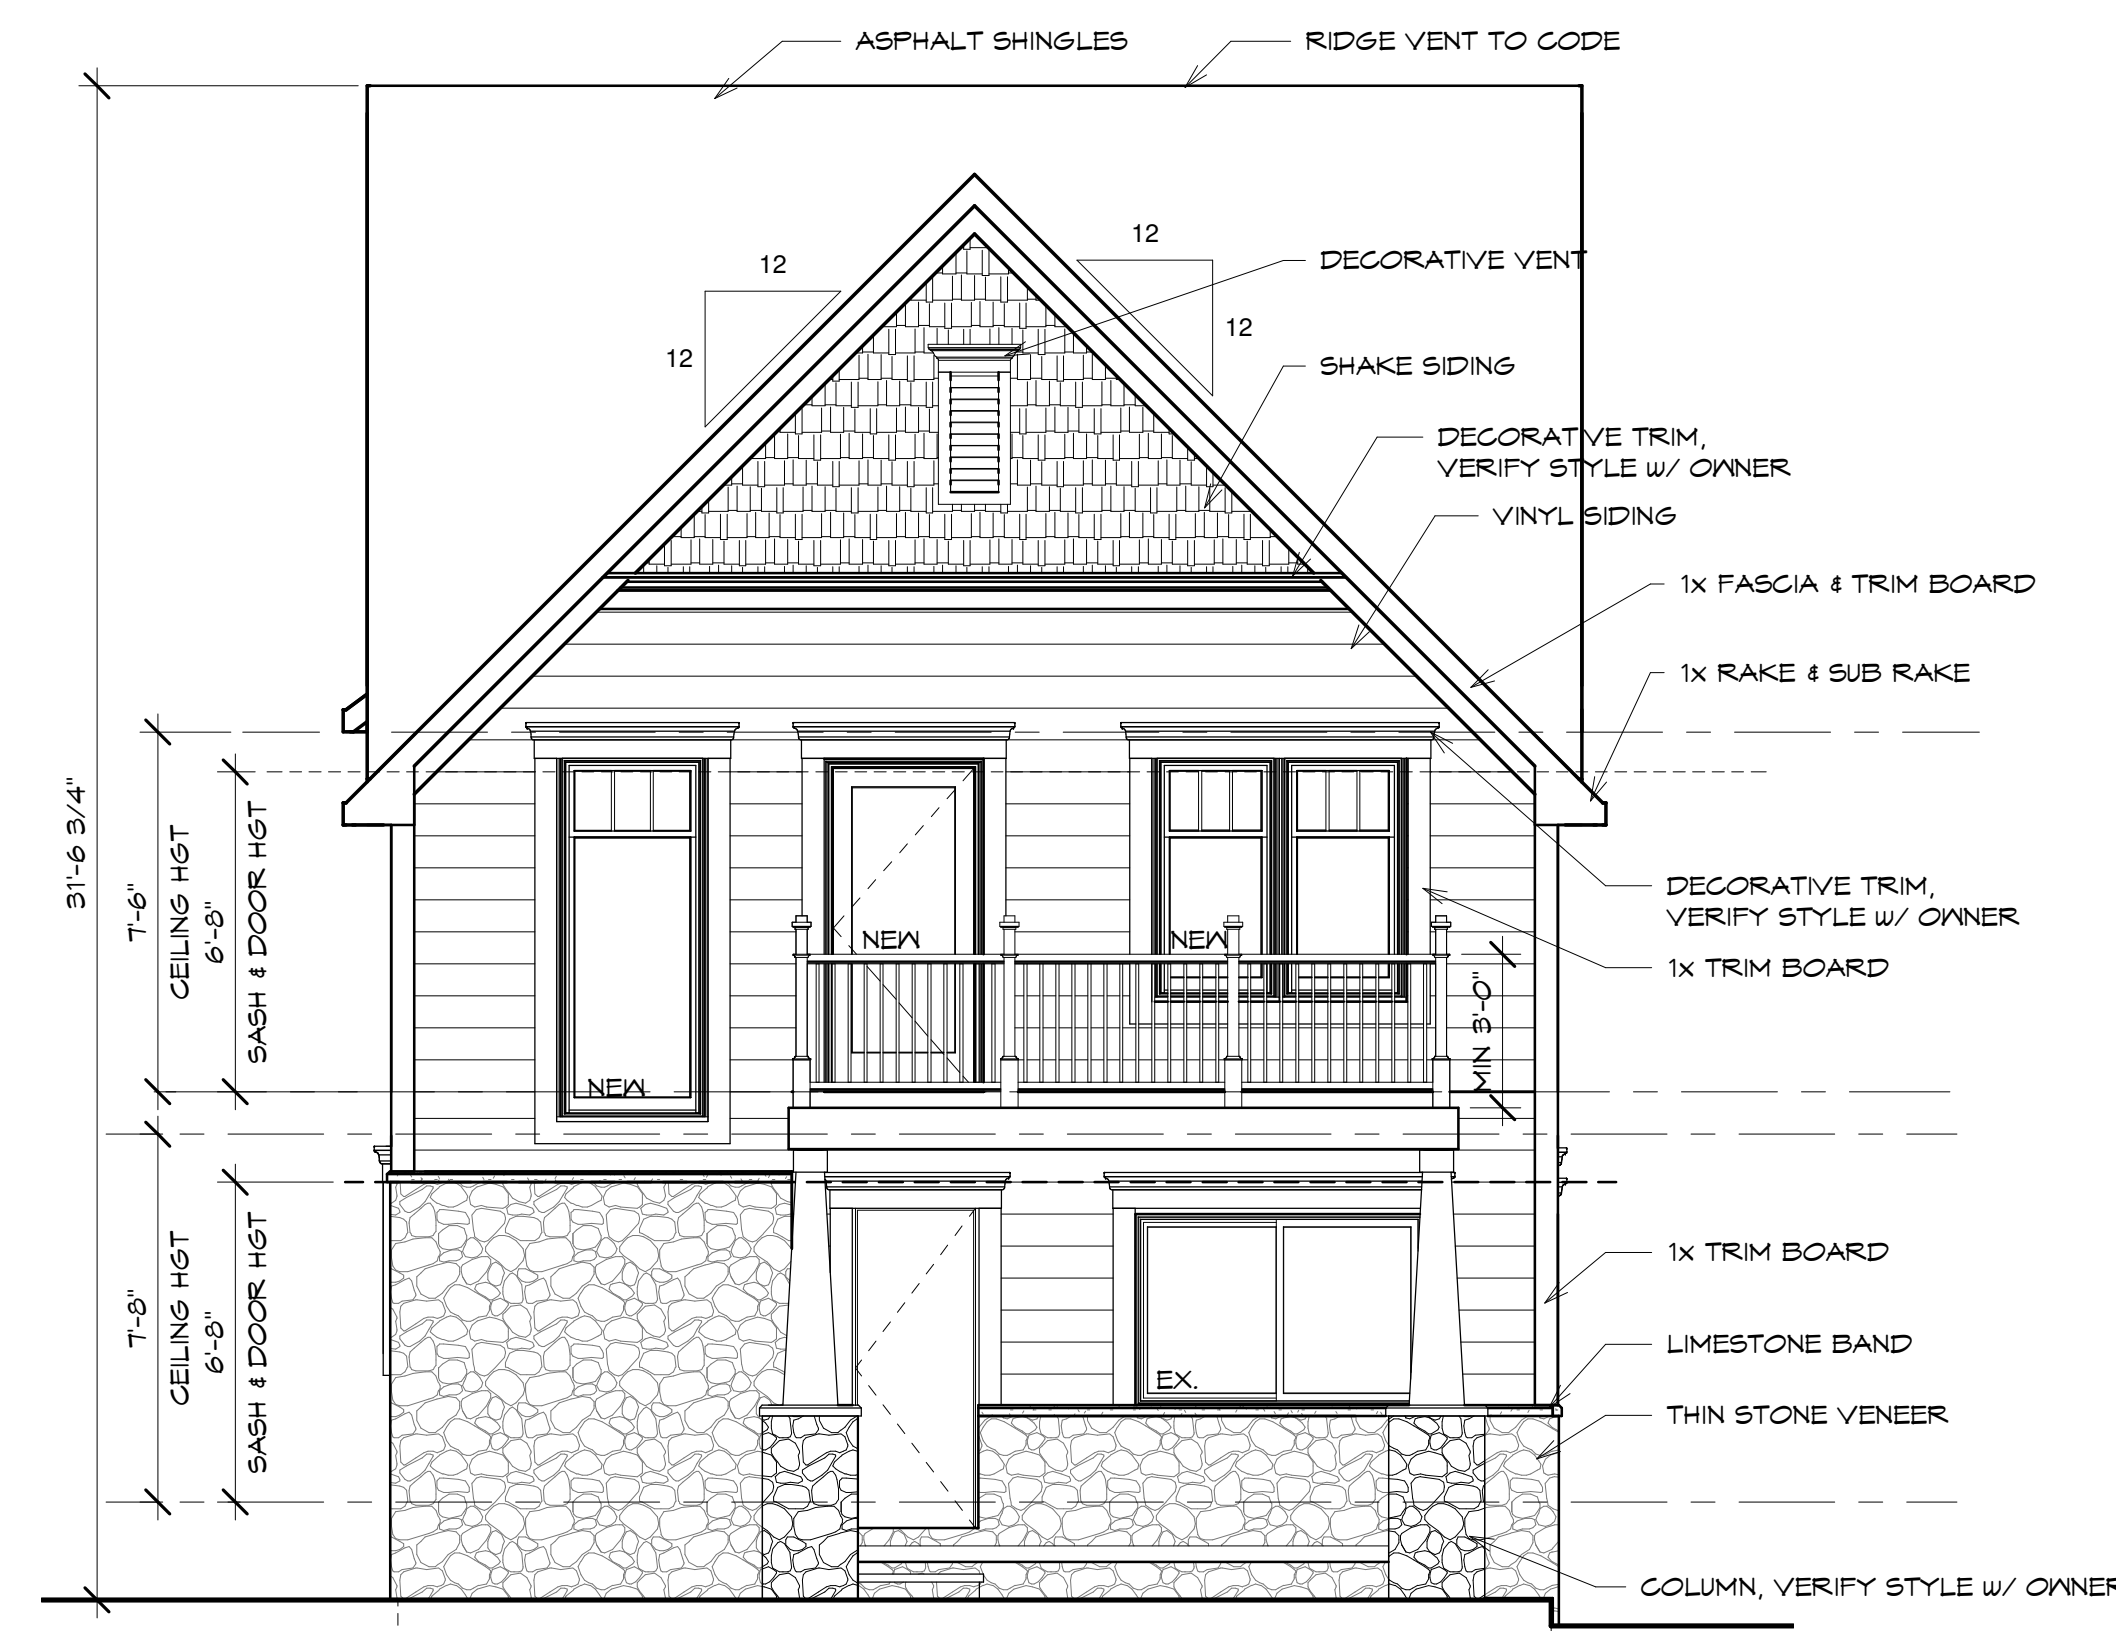 ASPHALT SHINGLES
RIDGE VENT TO CODE
12
12
12
12
DECORATIVE VENT
SHAKE SIDING
DECORATIVE TRIM,
VERIFY STYLE w/ OWNER
VINYL SIDING
1x FASCIA & TRIM BOARD
1x RAKE & SUB RAKE
31'-6 3/4"
7'-6"
CEILING HGT
6'-8"
SASH & DOOR HGT
DECORATIVE TRIM,
VERIFY STYLE w/ OWNER
1x TRIM BOARD
NEW
NEW
NEW
MIN 3'-0"
7'-8"
CEILING HGT
6'-8"
SASH & DOOR HGT
EX.
1x TRIM BOARD
LIMESTONE BAND
THIN STONE VENEER
COLUMN, VERIFY STYLE w/ OWNER